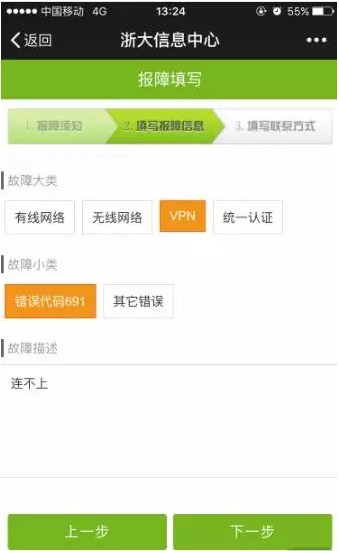 中国移动 4G 13:24 55%
返回 浙大信息中心
报障填写
1. 报障须知 2. 填写报障信息 3. 填写联系方式
故障大类
有线网络 无线网络 VPN 统一认证
故障小类
错误代码691 其它错误
故障描述
连不上
上一步 下一步